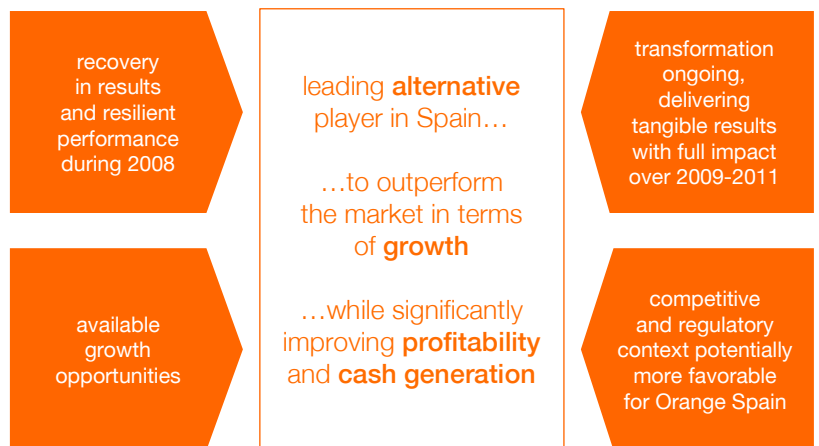 recovery
in results
and resilient
performance
during 2008
available
growth
opportunities
leading alternative
player in Spain…
…to outperform
the market in terms
of growth
…while significantly
improving profitability
and cash generation
transformation
ongoing,
delivering
tangible results
with full impact
over 2009-2011
competitive
and regulatory
context potentially
more favorable
for Orange Spain